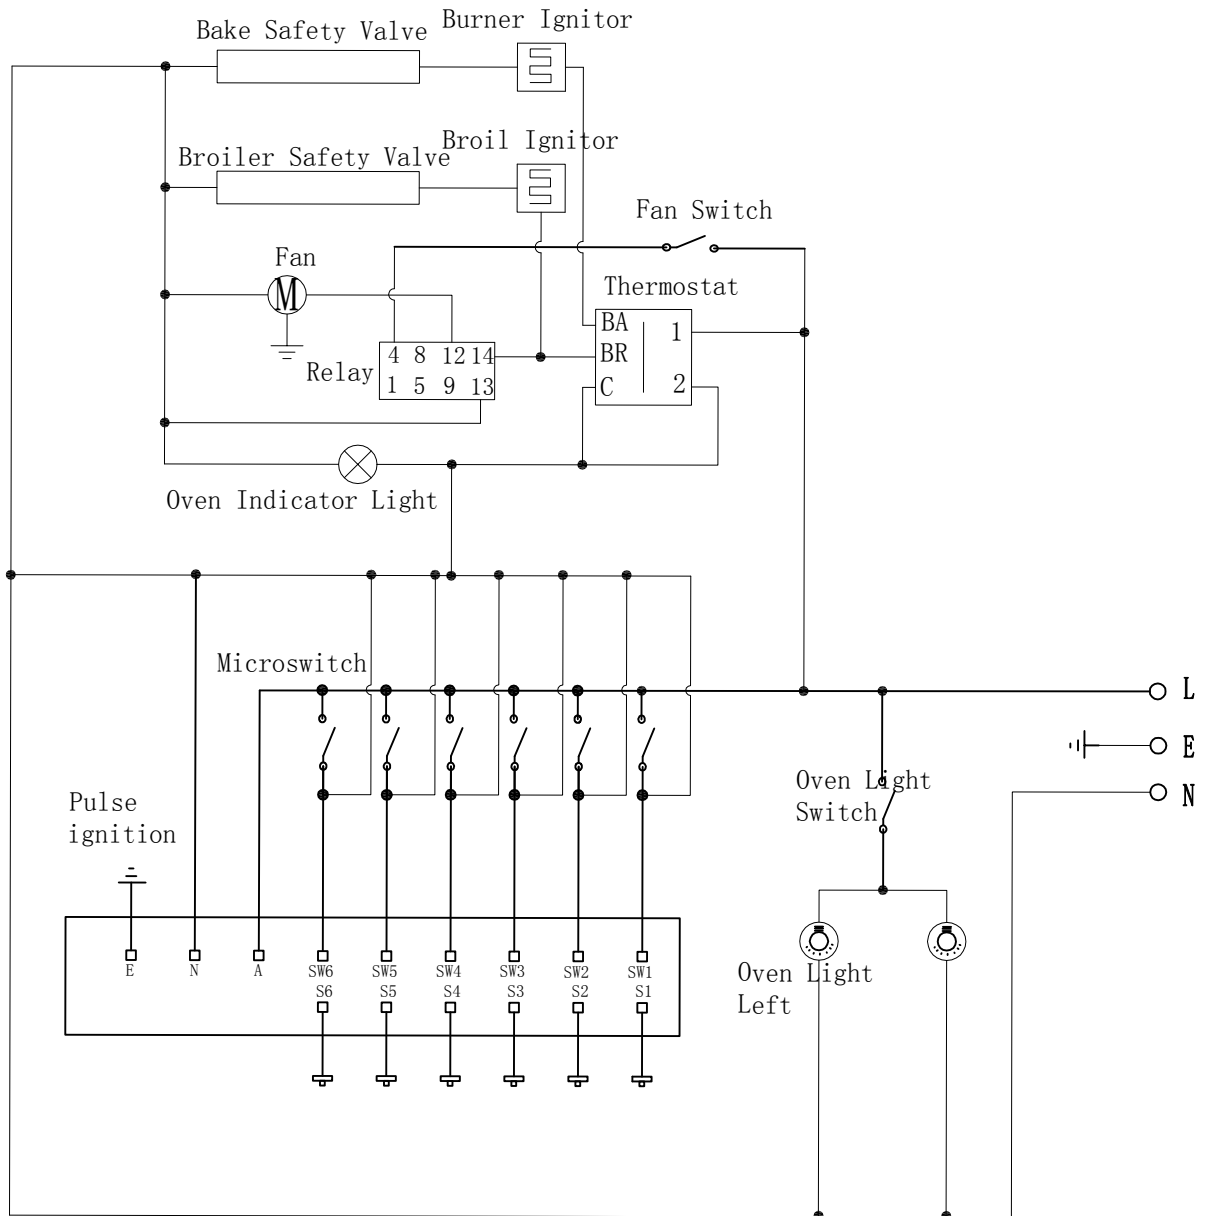 Bake Safety Valve
Burner Ignitor
Broiler Safety Valve
Broil Ignitor
Fan Switch
Fan
M
Thermostat
BA
1
BR
C
2
Relay
4 8 12 14
1 5 9 13
Oven Indicator Light
Microswitch
L
E
N
Oven Light
Switch
Pulse
ignition
E
N
A
SW6
SW5
SW4
SW3
SW2
SW1
S6
S5
S4
S3
S2
S1
Oven Light
Left